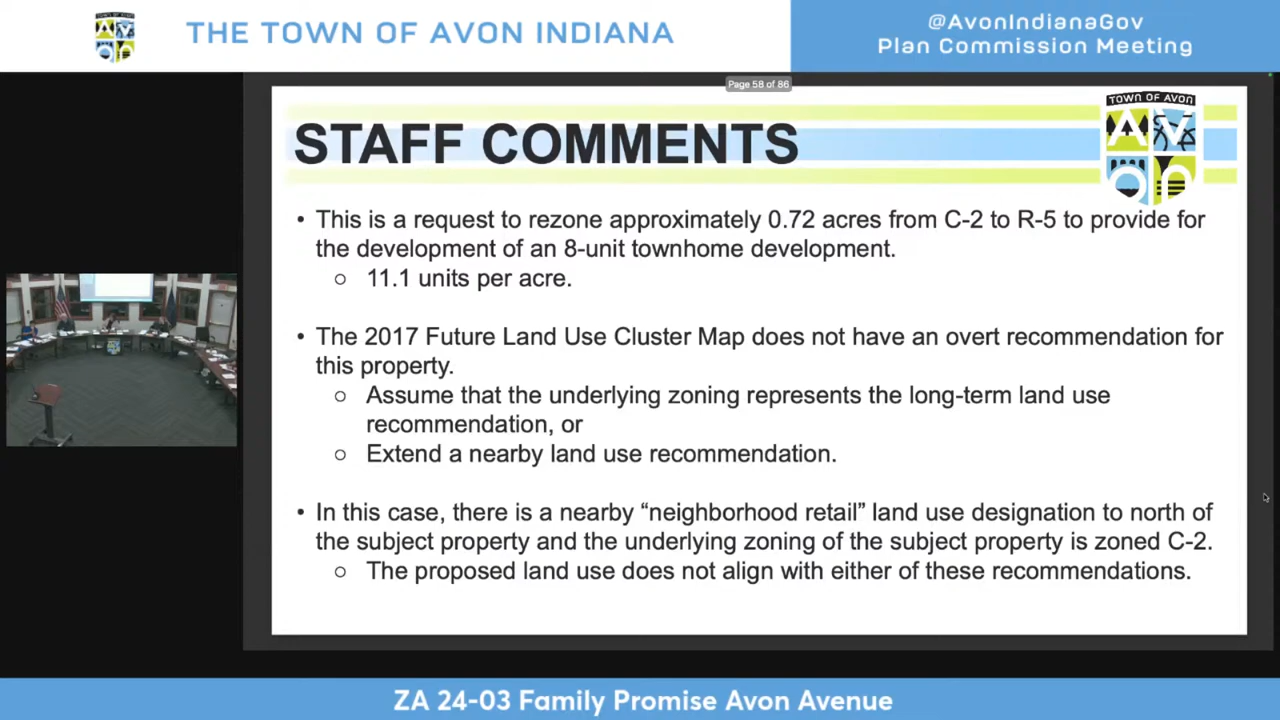 THE TOWN OF AVON INDIANA
@AvonIndianaGov
Plan Commission Meeting
Page 58 of 86
TOWN OF AVON
Avon
STAFF COMMENTS
• This is a request to rezone approximately 0.72 acres from C-2 to R-5 to provide for
the development of an 8-unit townhome development.
○ 11.1 units per acre.
• The 2017 Future Land Use Cluster Map does not have an overt recommendation for
this property.
○ Assume that the underlying zoning represents the long-term land use
recommendation, or
○ Extend a nearby land use recommendation.
• In this case, there is a nearby “neighborhood retail” land use designation to north of
the subject property and the underlying zoning of the subject property is zoned C-2.
○ The proposed land use does not align with either of these recommendations.
ZA 24-03 Family Promise Avon Avenue